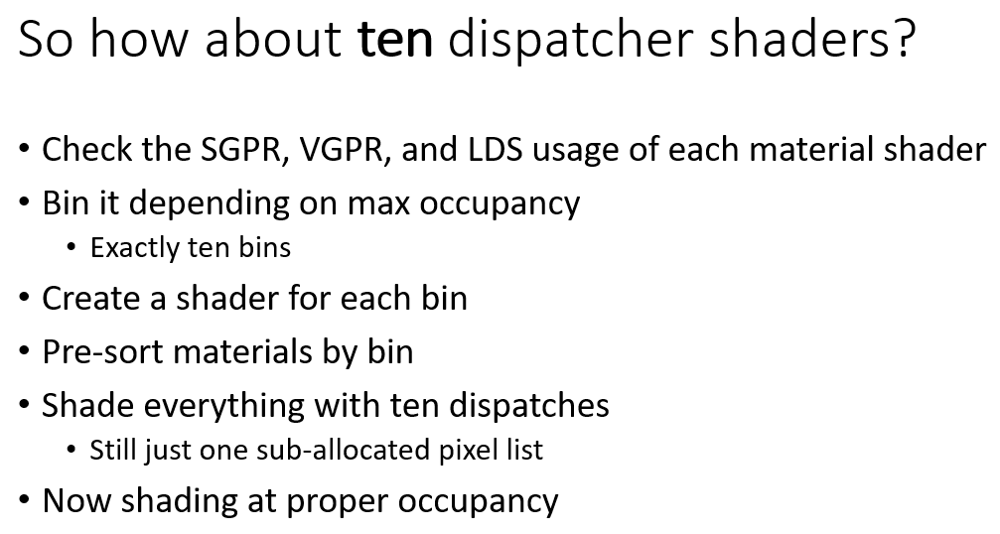 So how about ten dispatcher shaders?
• Check the SGPR, VGPR, and LDS usage of each material shader
• Bin it depending on max occupancy
• Exactly ten bins
• Create a shader for each bin
• Pre-sort materials by bin
• Shade everything with ten dispatches
• Still just one sub-allocated pixel list
• Now shading at proper occupancy